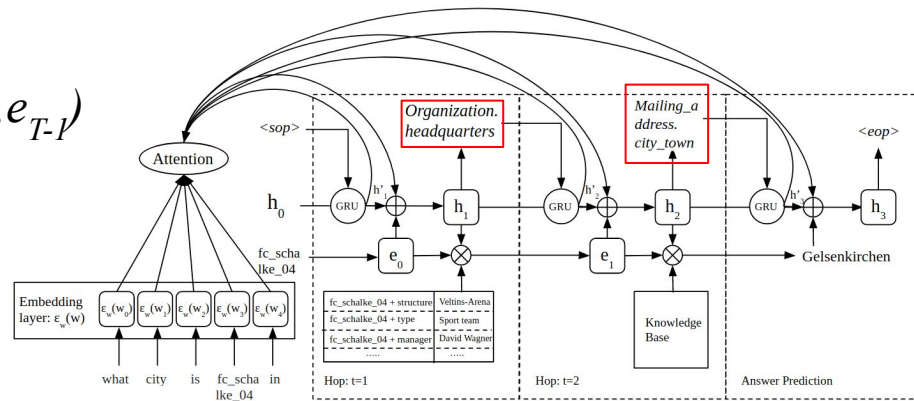 e_{T-1})
<sop>
Organization.
headquarters
Mailing_a
ddress.
city_town
<eop>
Attention
h_0
GRU
h'_1
h_1
GRU
h'_2
h_2
GRU
h_3
fc_scha
lke_04
e_0
e_1
Gelsenkirchen
Embedding
layer: ε_w(w)
ε_w(w_0)
ε_w(w_1)
ε_w(w_2)
ε_w(w_3)
ε_w(w_4)
fc_schalke_04 + structure
Veltins-Arena
fc_schalke_04 + type
Sport team
fc_schalke_04 + manager
David Wagner
.....
.....
Knowledge
Base
what
city
is
fc_scha
lke_04
in
Hop: t=1
Hop: t=2
Answer Prediction